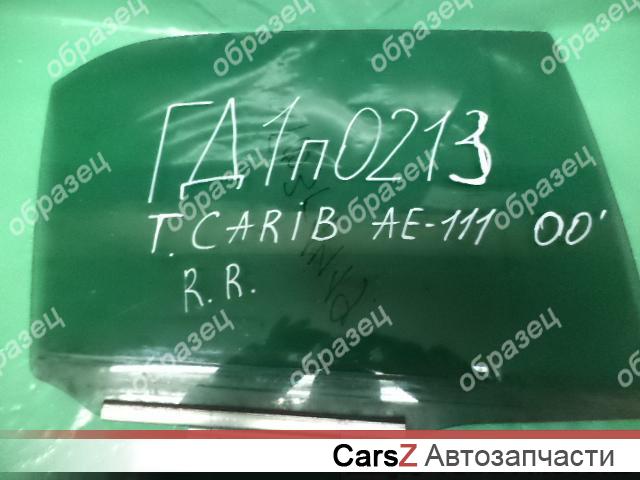 ГД1п0213
T. CARIB AE-111 00'
R.R.
образец
CarsZ Автозапчасти